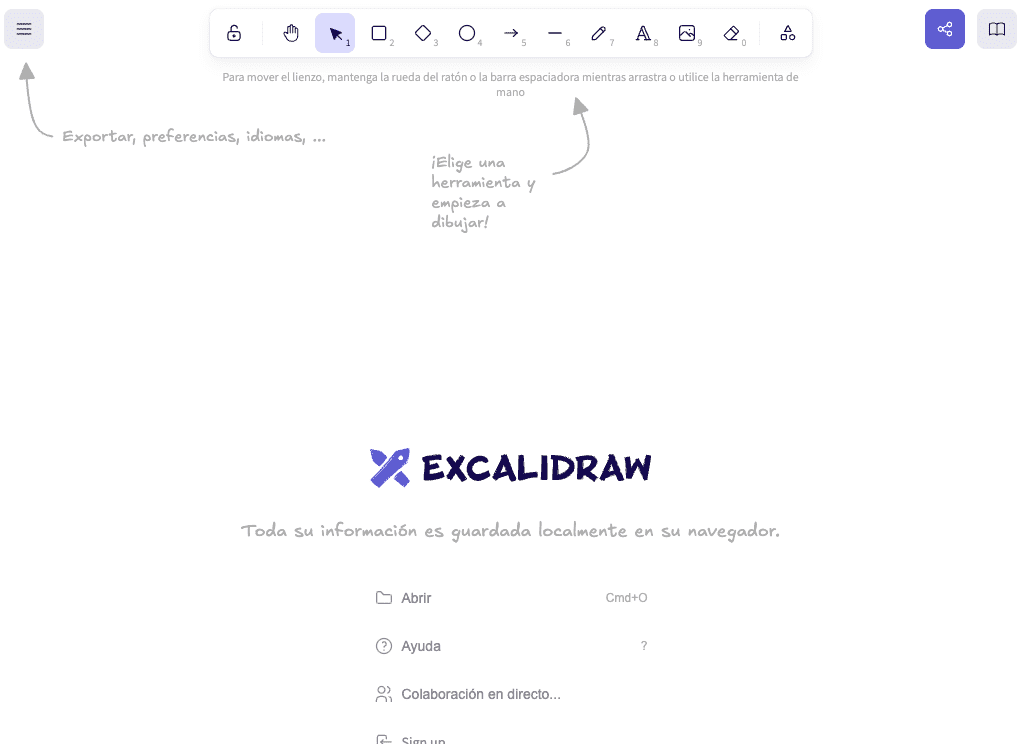 1
2
3
4
5
6
7
8
9
0
Para mover el lienzo, mantenga la rueda del ratón o la barra espaciadora mientras arrastra o utilice la herramienta de
mano
Exportar, preferencias, idiomas, ...
¡Elige una
herramienta y
empieza a
dibujar!
EXCALIDRAW
Toda su información es guardada localmente en su navegador.
Abrir Cmd+O
Ayuda ?
Colaboración en directo...
Sign up